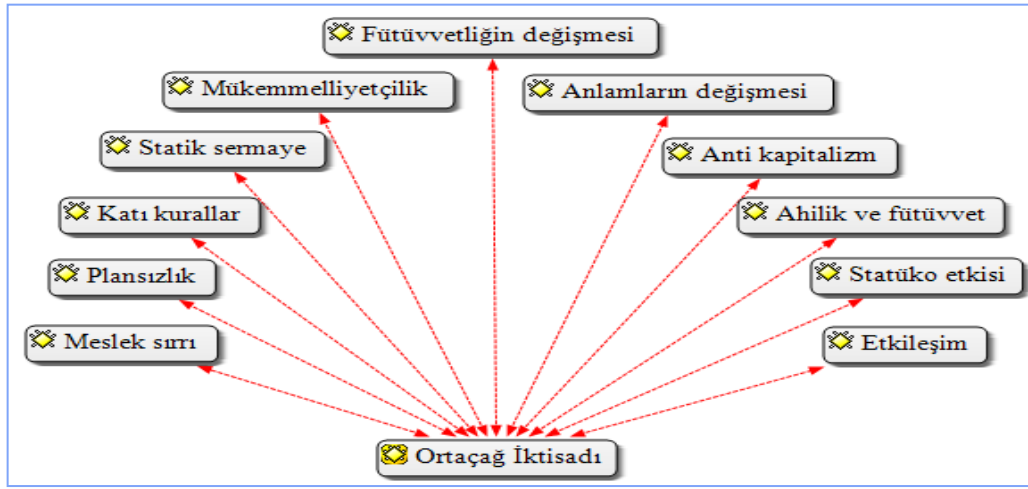 Fütüvvetliğin değişmesi
Mükemmelliyetçilik
Anlamların değişmesi
Statik sermaye
Anti kapitalizm
Katı kurallar
Ahilik ve fütüvvet
Plansızlık
Statüko etkisi
Meslek sırrı
Etkileşim
Ortaçağ İktisadı